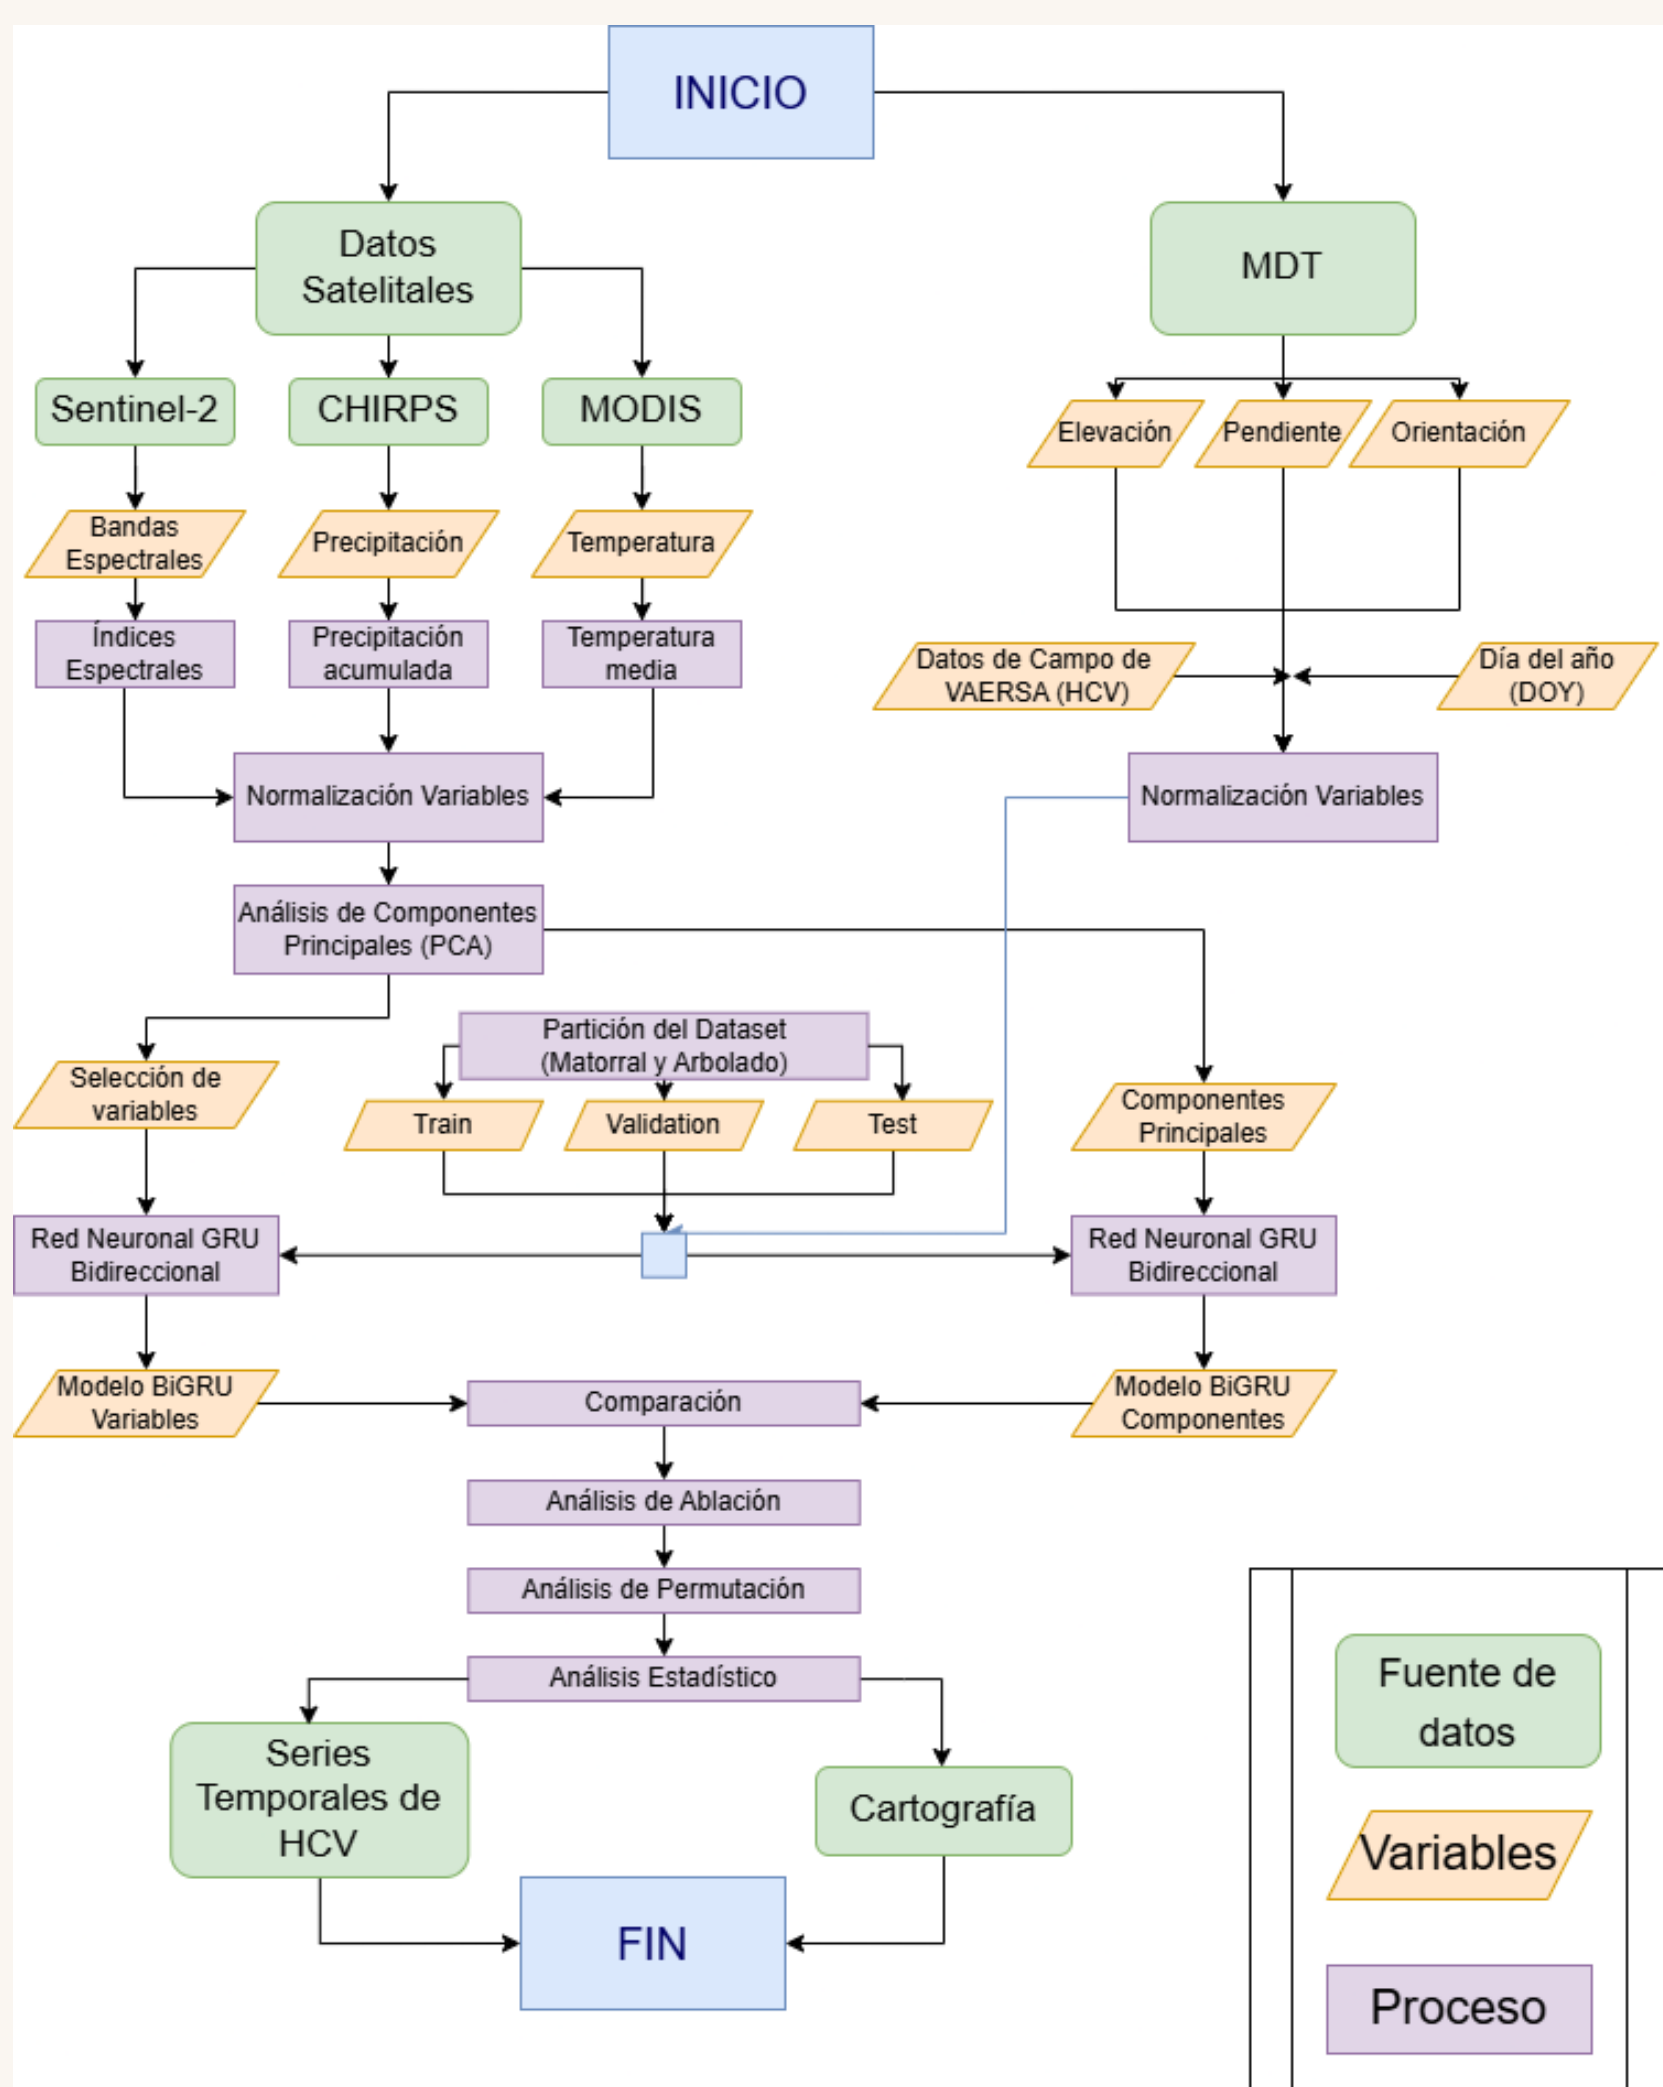 INICIO
Datos
Satelitales
MDT
Sentinel-2
CHIRPS
MODIS
Elevación
Pendiente
Orientación
Bandas
Espectrales
Precipitación
Temperatura
Índices
Espectrales
Precipitación
acumulada
Temperatura
media
Datos de Campo de
VAERSA (HCV)
Día del año
(DOY)
Normalización Variables
Normalización Variables
Análisis de Componentes
Principales (PCA)
Partición del Dataset
(Matorral y Arbolado)
Selección de
variables
Train
Validation
Test
Componentes
Principales
Red Neuronal GRU
Bidireccional
Red Neuronal GRU
Bidireccional
Modelo BiGRU
Variables
Comparación
Modelo BiGRU
Componentes
Análisis de Ablación
Análisis de Permutación
Análisis Estadístico
Series
Temporales de
HCV
Cartografía
FIN
Fuente de
datos
Variables
Proceso